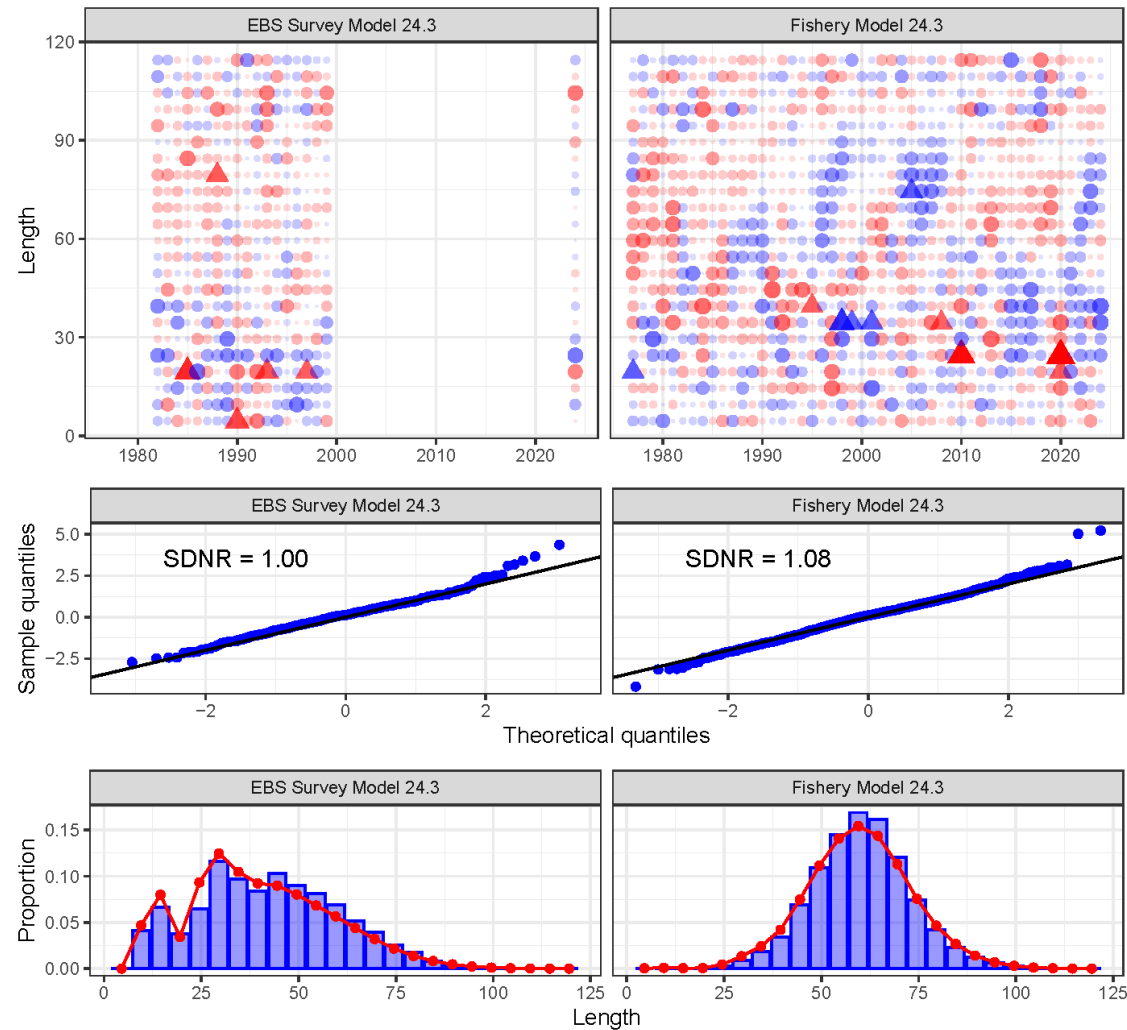 EBS Survey Model 24.3
Fishery Model 24.3
120
90
60
30
0
Length
1980 1990 2000 2010 2020
1980 1990 2000 2010 2020
EBS Survey Model 24.3
Fishery Model 24.3
5.0
2.5
0.0
−2.5
Sample quantiles
SDNR = 1.00
SDNR = 1.08
−2 0 2
−2 0 2
Theoretical quantiles
EBS Survey Model 24.3
Fishery Model 24.3
0.15
0.10
0.05
0.00
Proportion
0 25 50 75 100 125
0 25 50 75 100 125
Length